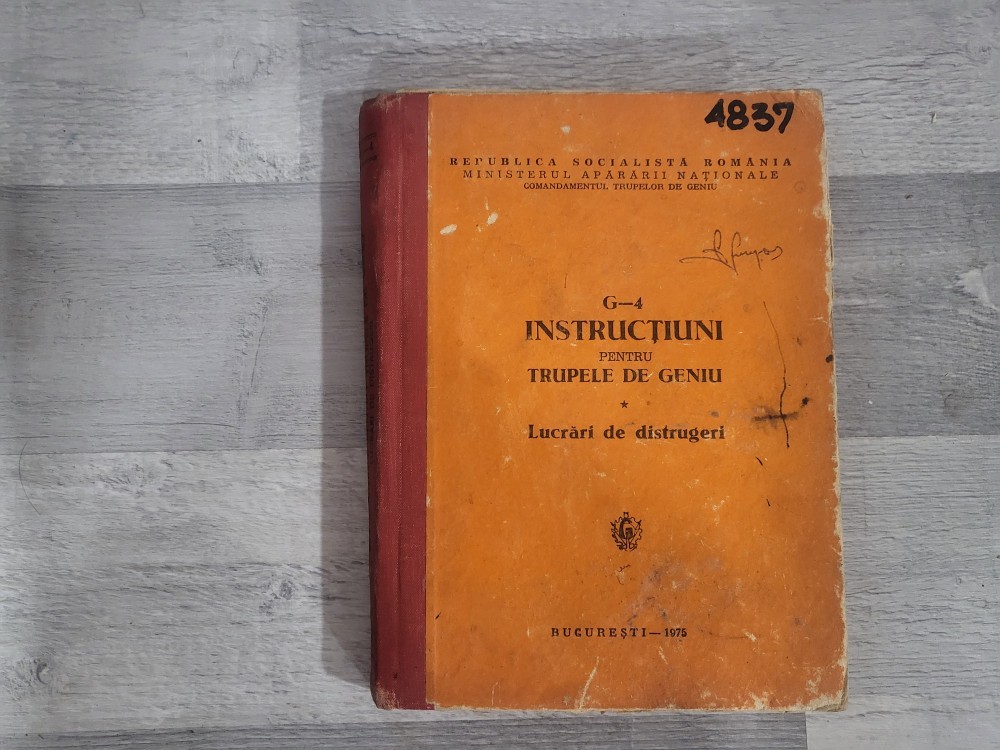 4837
REPUBLICA SOCIALISTĂ ROMÂNIA
MINISTERUL APĂRĂRII NAȚIONALE
COMANDAMENTUL TRUPELOR DE GENIU
G—4
INSTRUCȚIUNI
PENTRU
TRUPELE DE GENIU
★
Lucrări de distrugeri
G
BUCUREȘTI—1975